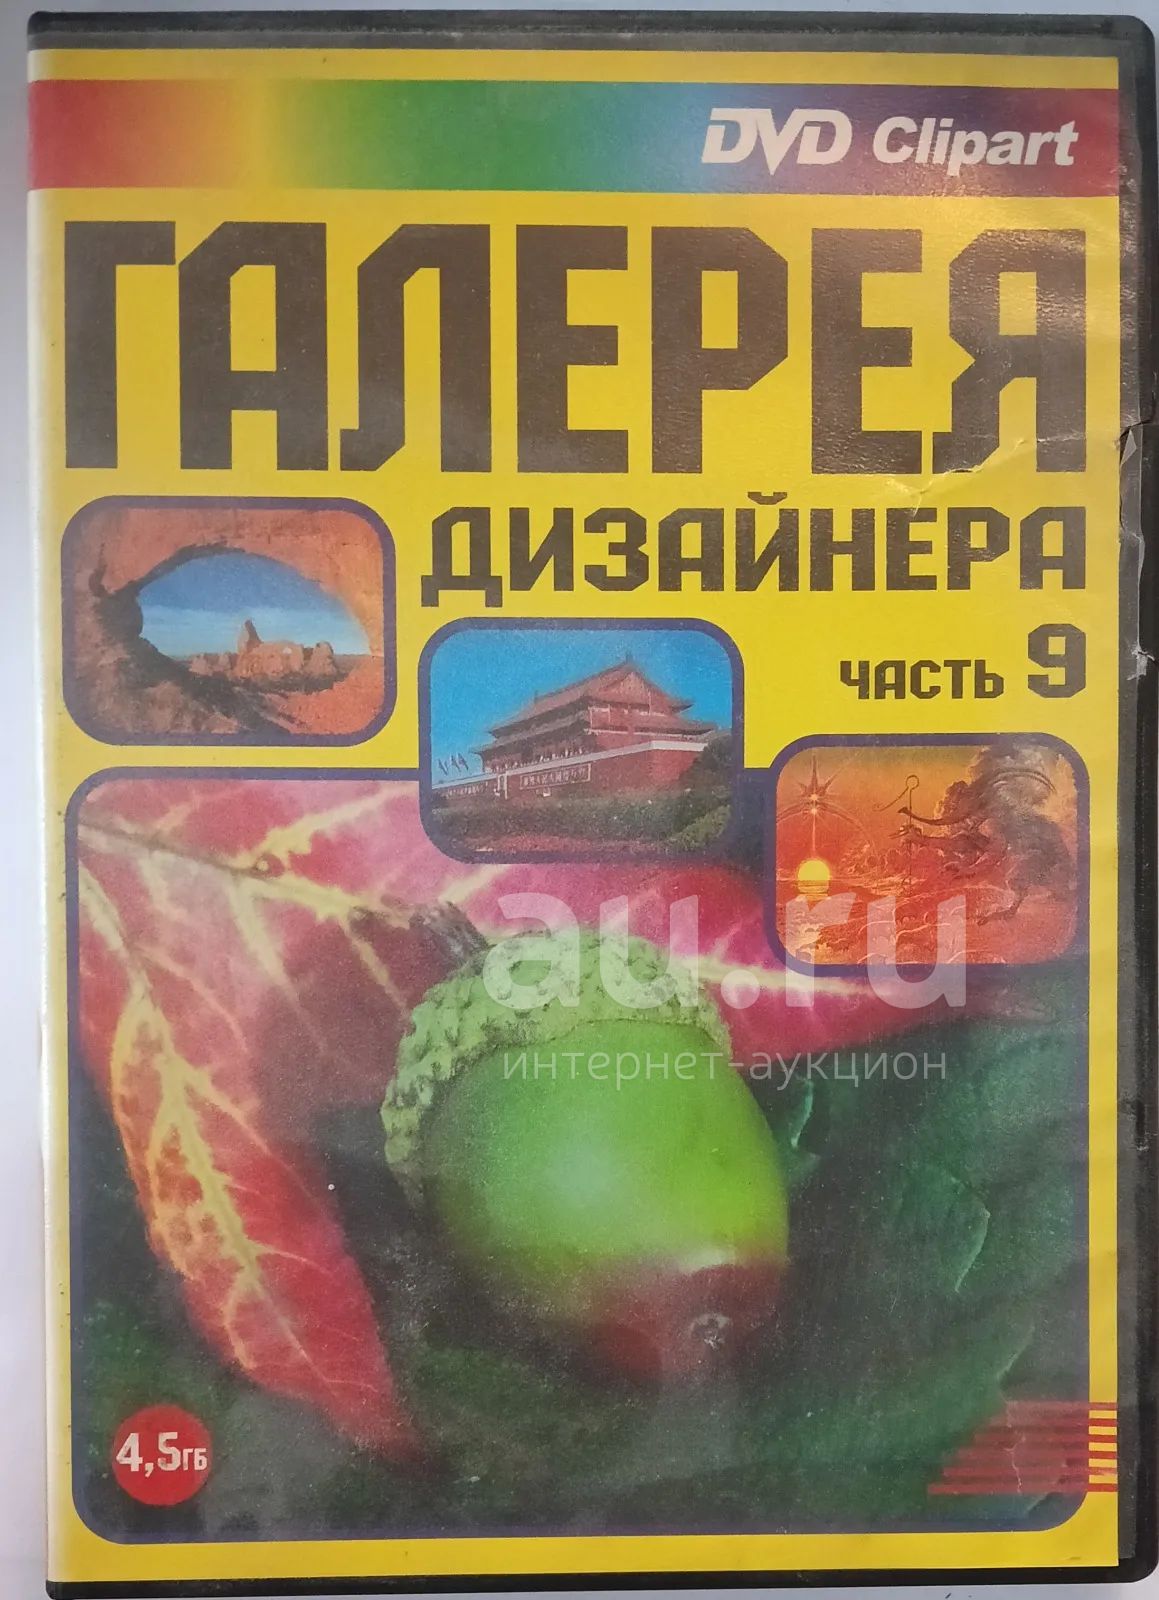 DVD Clipart
ГАЛЕРЕЯ
ДИЗАЙНЕРА
ЧАСТЬ 9
au.ru
интернет-аукцион
4,5ГБ